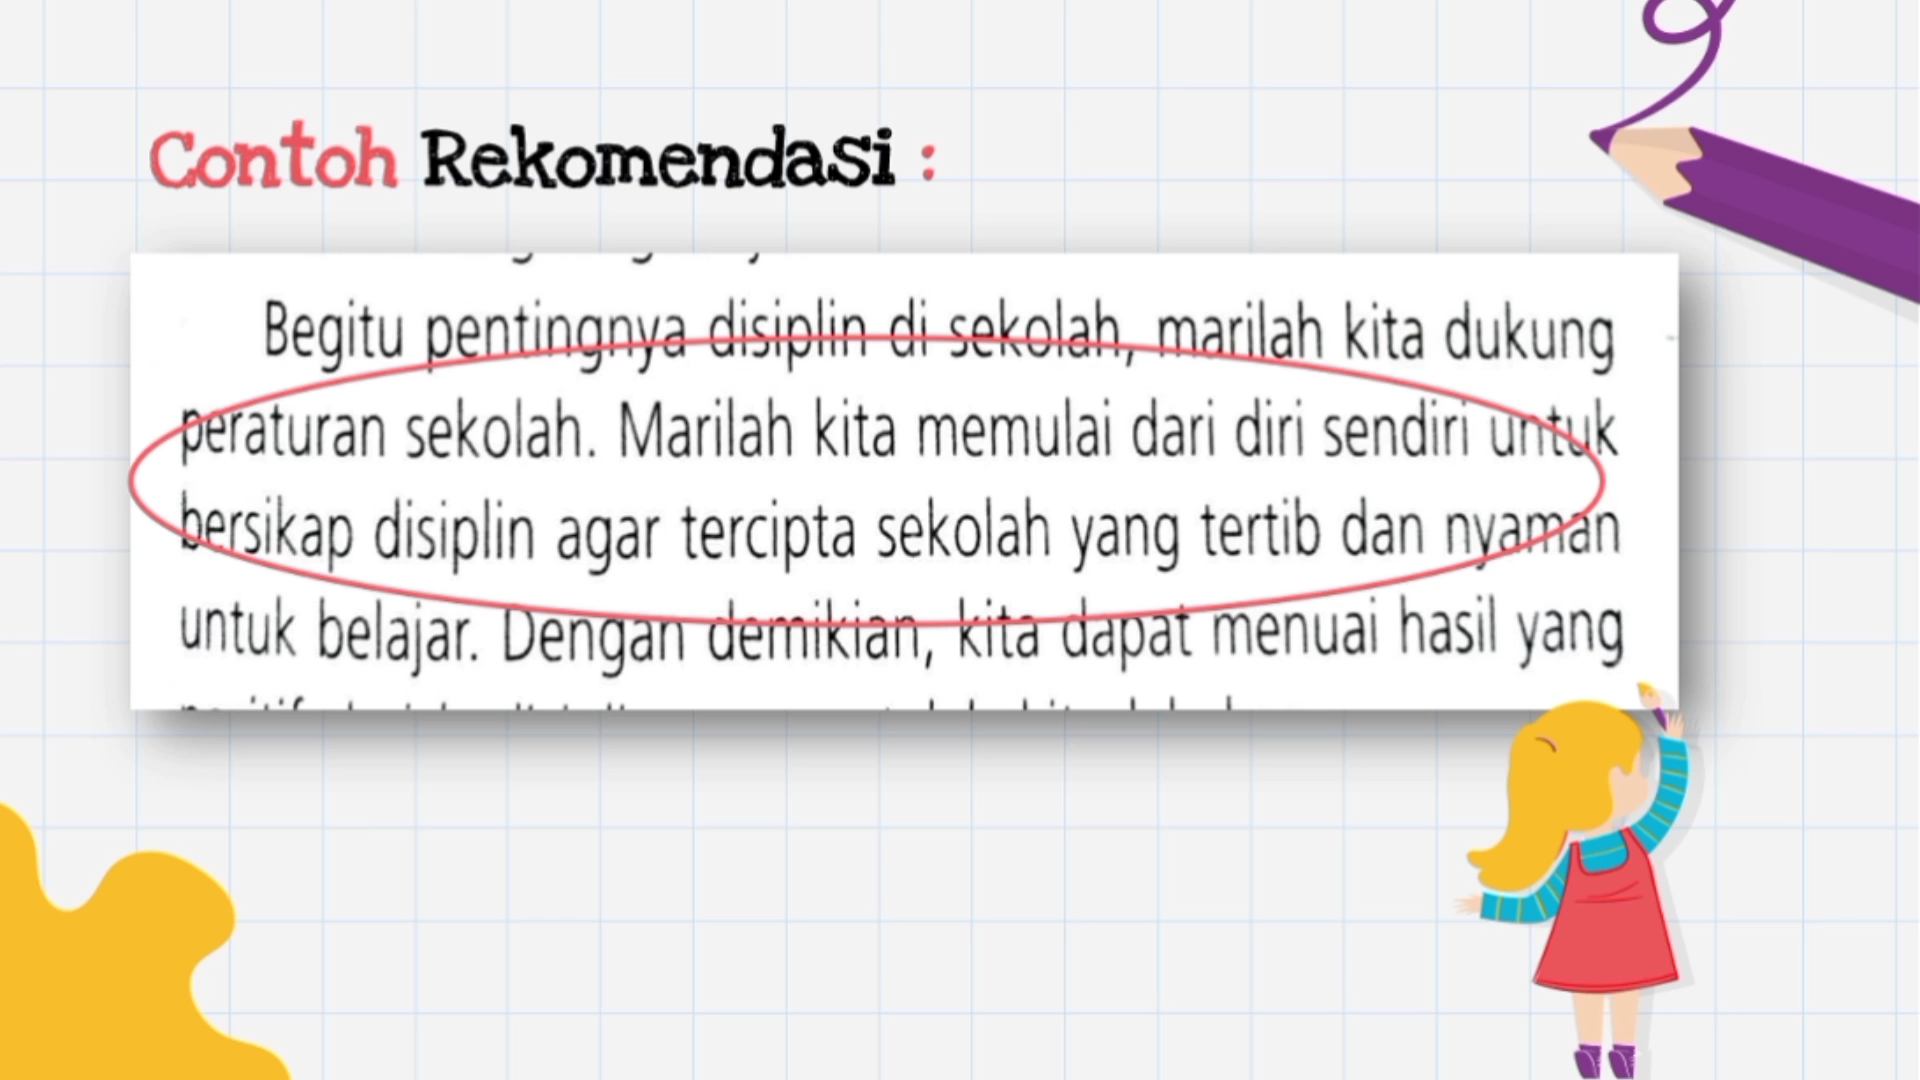 Contoh Rekomendasi :
Begitu pentingnya disiplin di sekolah, marilah kita dukung
peraturan sekolah. Marilah kita memulai dari diri sendiri untuk
bersikap disiplin agar tercipta sekolah yang tertib dan nyaman
untuk belajar. Dengan demikian, kita dapat menuai hasil yang